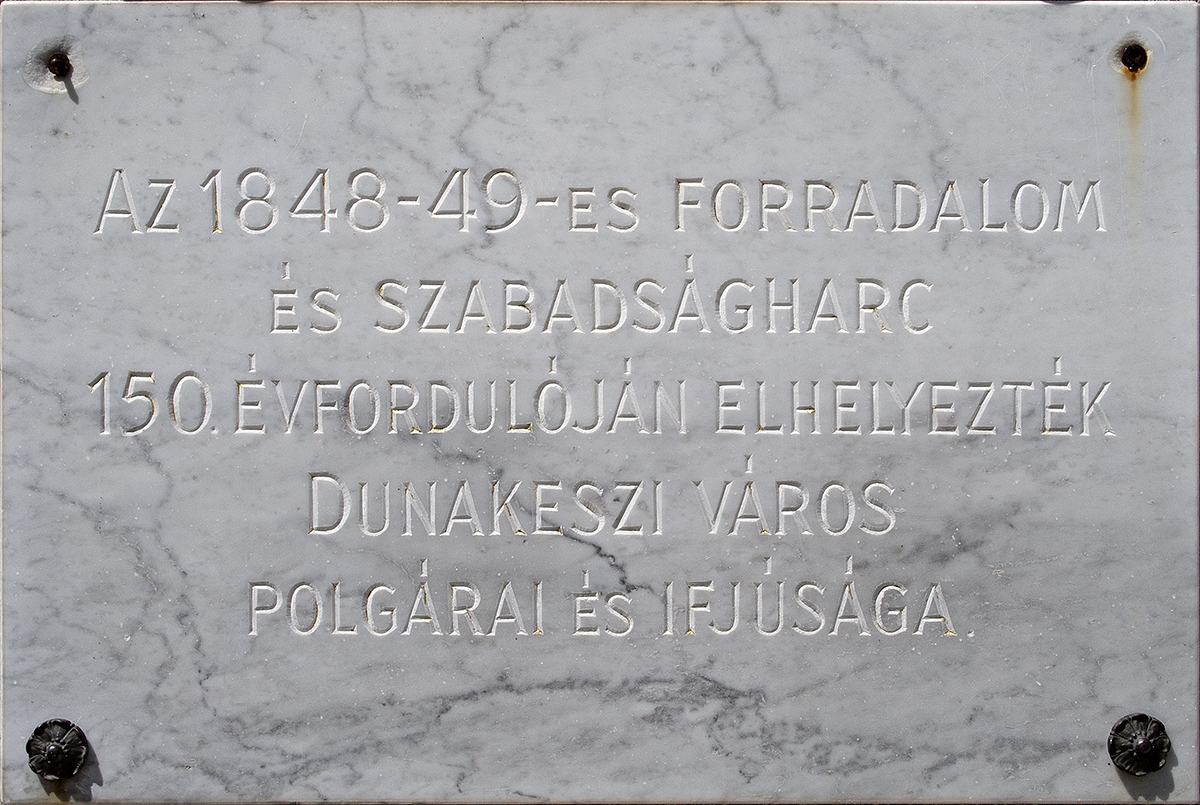 Az 1848-49-es FORRADALOM
és SZABADSÁGHARC
150. ÉVFORDULÓJÁN ELHELYEZTÉK
DUNAKESZI VÁROS
POLGÁRAI és IFJÚSÁGA.